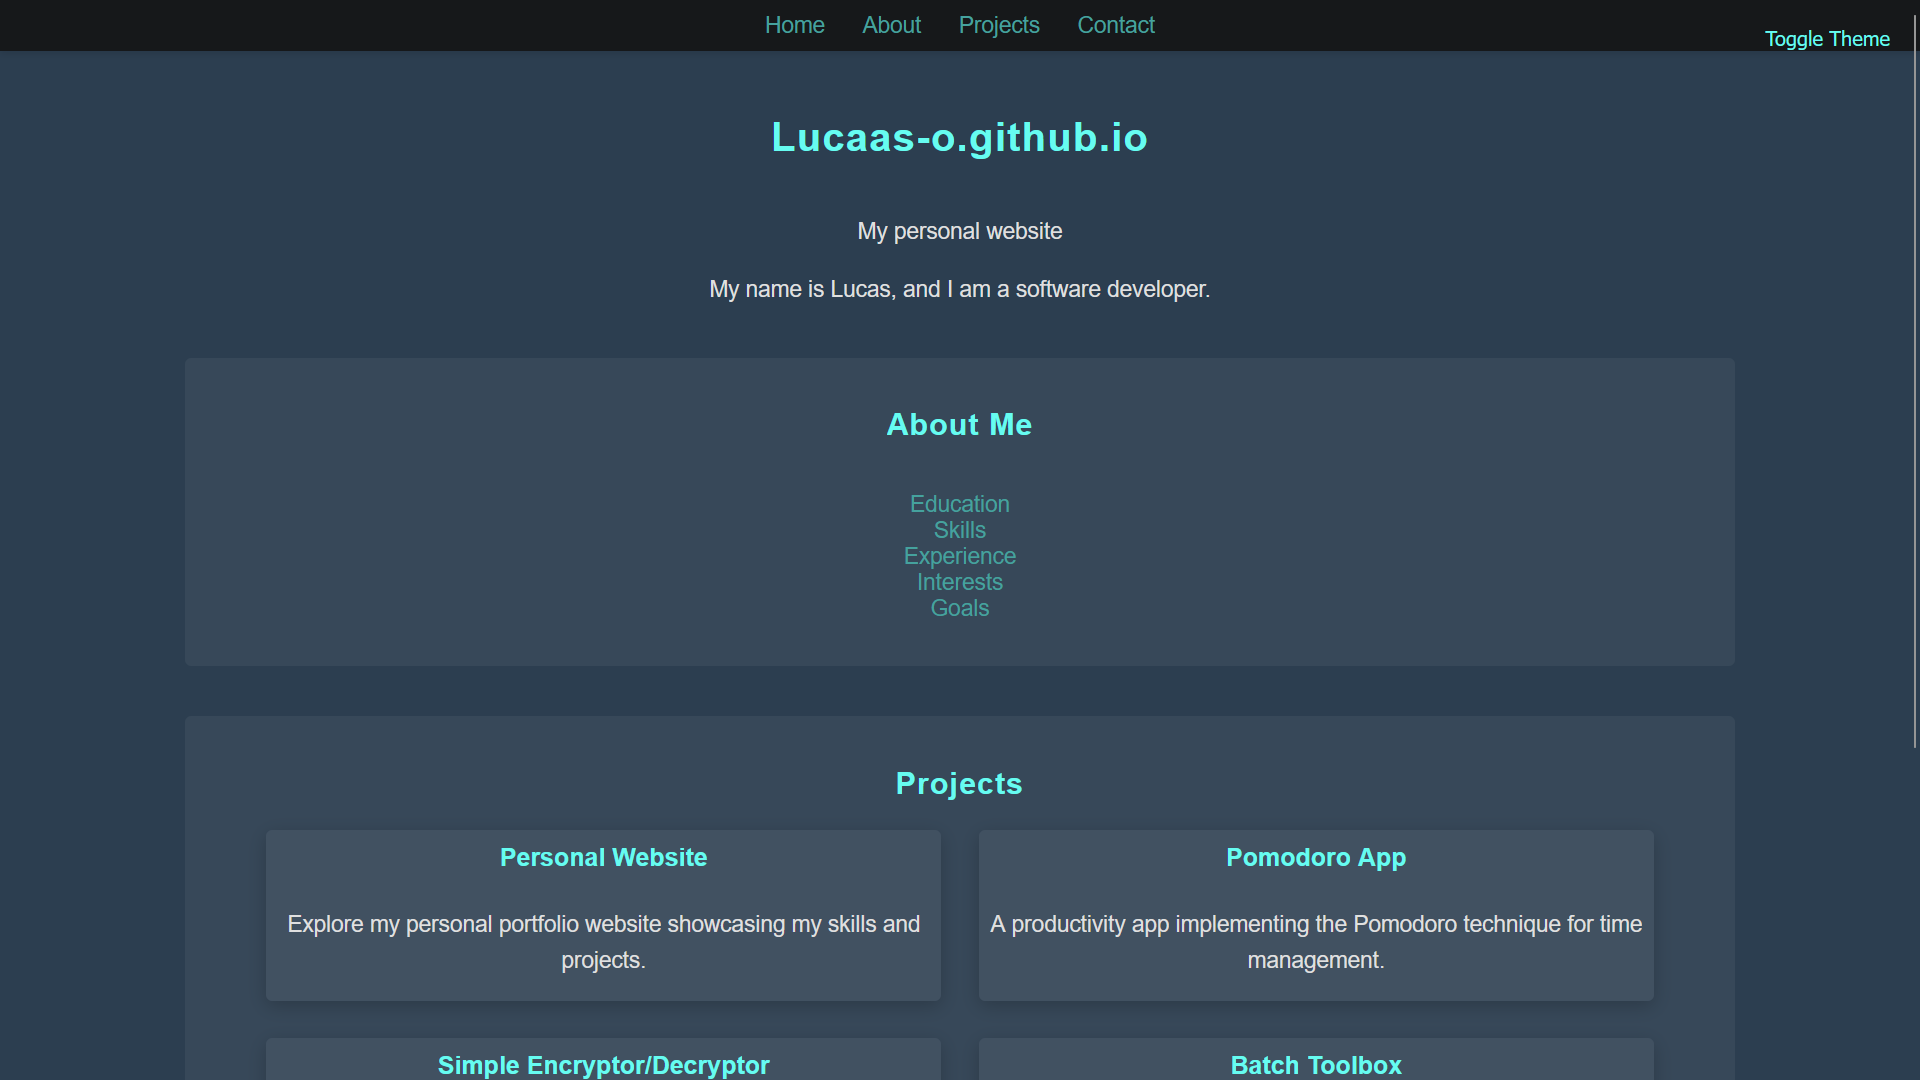 Home About Projects Contact
Toggle Theme
Lucaas-o.github.io
My personal website
My name is Lucas, and I am a software developer.
About Me
Education
Skills
Experience
Interests
Goals
Projects
Personal Website
Explore my personal portfolio website showcasing my skills and
projects.
Pomodoro App
A productivity app implementing the Pomodoro technique for time
management.
Simple Encryptor/Decryptor
Batch Toolbox